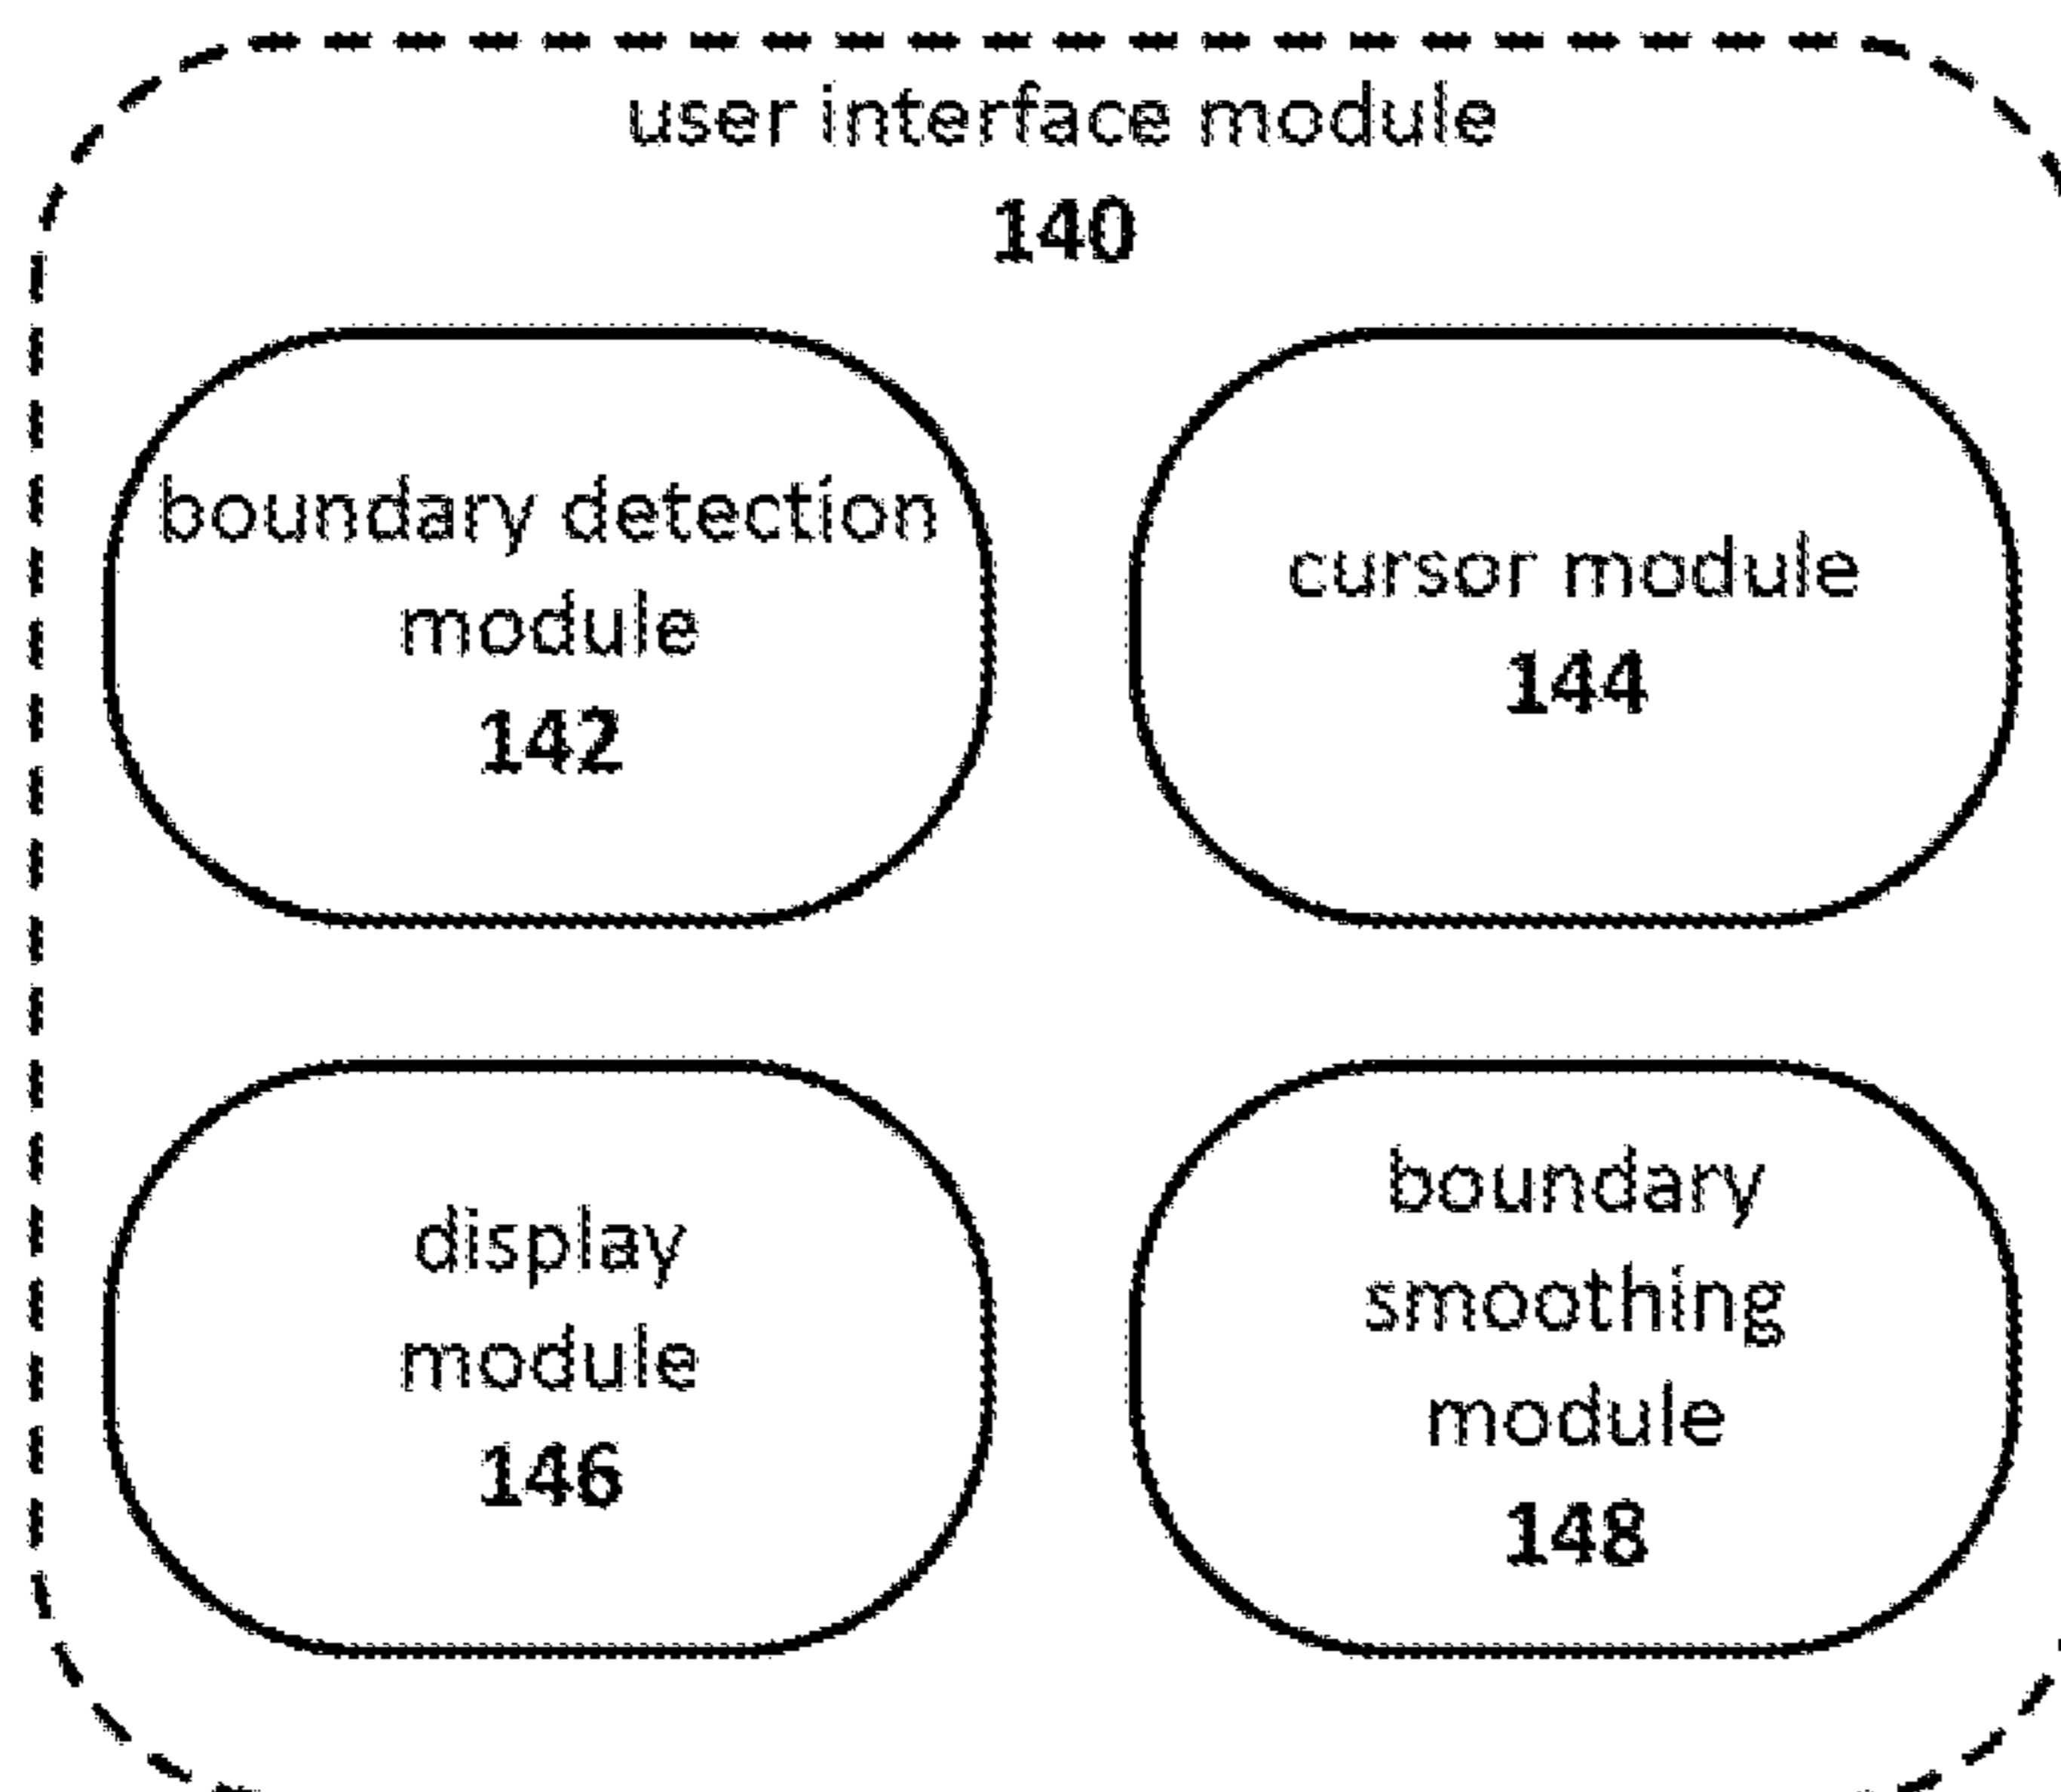 user interface module
140
boundary detection
module
142
cursor module
144
display
module
146
boundary
smoothing
module
148